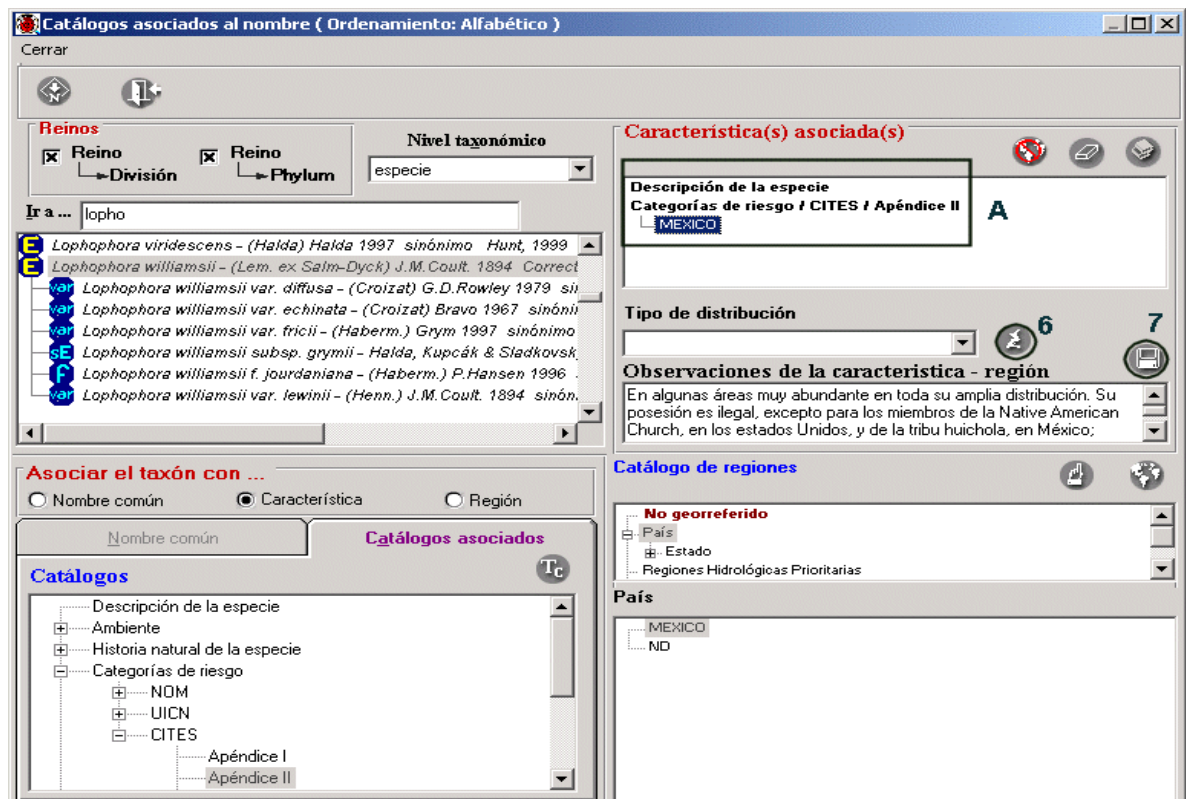 Catálogos asociados al nombre ( Ordenamiento: Alfabético )
Cerrar
N
Reinos
Reino
División
Reino
Phylum
Nivel taxonómico
especie
Ir a ... lopho
E Lophophora viridescens - (Halda) Halda 1997 sinónimo Hunt, 1999
E Lophophora williamsii - (Lem. ex Salm-Dyck) J.M.Coult. 1894 Correct
var Lophophora williamsii var. diffusa - (Croizat) G.D.Rowley 1979 sin
var Lophophora williamsii var. echinata - (Croizat) Bravo 1967 sinóni
var Lophophora williamsii var. fricii - (Haberm.) Grym 1997 sinónimo
sE Lophophora williamsii subsp. grymii - Halda, Kupcák & Sladkovsk
f Lophophora williamsii f. jourdaniana - (Haberm.) P.Hansen 1996
var Lophophora williamsii var. lewinii - (Henn.) J.M.Coult. 1894 sinón.
Asociar el taxón con ...
Nombre común
Característica
Región
Nombre común
Catálogos asociados
Catálogos
Tc
Descripción de la especie
Ambiente
Historia natural de la especie
Categorías de riesgo
NOM
UICN
CITES
Apéndice I
Apéndice II
Característica(s) asociada(s)
Descripción de la especie
Categorías de riesgo / CITES / Apéndice II
MEXICO
A
Tipo de distribución
6
7
Observaciones de la caracteristica - región
En algunas áreas muy abundante en toda su amplia distribución. Su
posesión es ilegal, excepto para los miembros de la Native American
Church, en los estados Unidos, y de la tribu huichola, en México;
Catálogo de regiones
No georreferido
País
Estado
Regiones Hidrológicas Prioritarias
País
MEXICO
ND